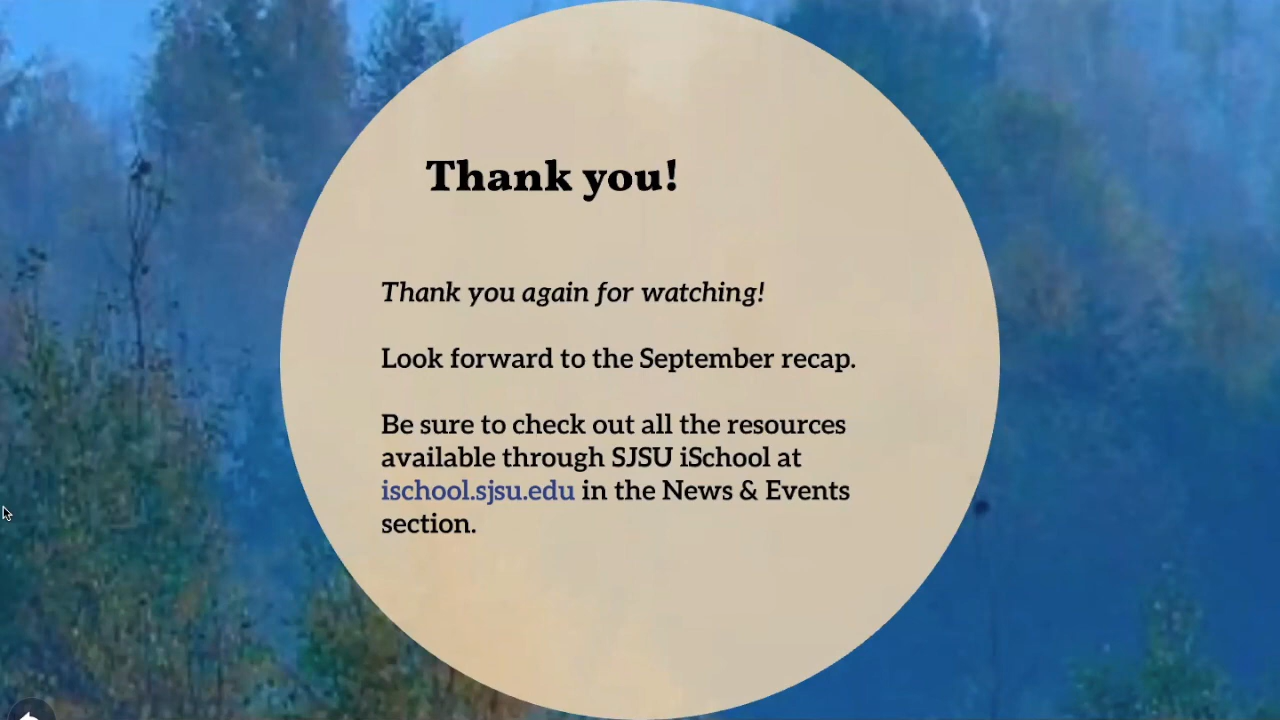 Thank you!
Thank you again for watching!
Look forward to the September recap.
Be sure to check out all the resources
available through SJSU iSchool at
ischool.sjsu.edu in the News & Events
section.